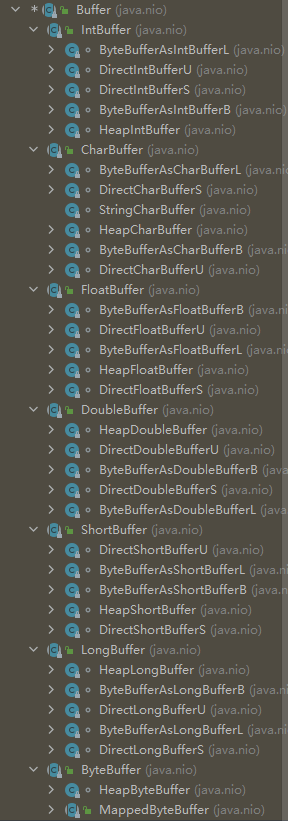 * Buffer (java.nio)
IntBuffer (java.nio)
ByteBufferAsIntBufferL (java.nio)
DirectIntBufferU (java.nio)
DirectIntBufferS (java.nio)
ByteBufferAsIntBufferB (java.nio)
HeapIntBuffer (java.nio)
CharBuffer (java.nio)
ByteBufferAsCharBufferL (java.nio)
DirectCharBufferS (java.nio)
StringCharBuffer (java.nio)
HeapCharBuffer (java.nio)
ByteBufferAsCharBufferB (java.nio)
DirectCharBufferU (java.nio)
FloatBuffer (java.nio)
ByteBufferAsFloatBufferB (java.nio)
DirectFloatBufferU (java.nio)
ByteBufferAsFloatBufferL (java.nio)
HeapFloatBuffer (java.nio)
DirectFloatBufferS (java.nio)
DoubleBuffer (java.nio)
HeapDoubleBuffer (java.nio)
DirectDoubleBufferU (java.nio)
ByteBufferAsDoubleBufferB (java.nio)
DirectDoubleBufferS (java.nio)
ByteBufferAsDoubleBufferL (java.nio)
ShortBuffer (java.nio)
DirectShortBufferU (java.nio)
ByteBufferAsShortBufferL (java.nio)
ByteBufferAsShortBufferB (java.nio)
HeapShortBuffer (java.nio)
DirectShortBufferS (java.nio)
LongBuffer (java.nio)
HeapLongBuffer (java.nio)
ByteBufferAsLongBufferB (java.nio)
DirectLongBufferU (java.nio)
ByteBufferAsLongBufferL (java.nio)
DirectLongBufferS (java.nio)
ByteBuffer (java.nio)
HeapByteBuffer (java.nio)
MappedByteBuffer (java.nio)